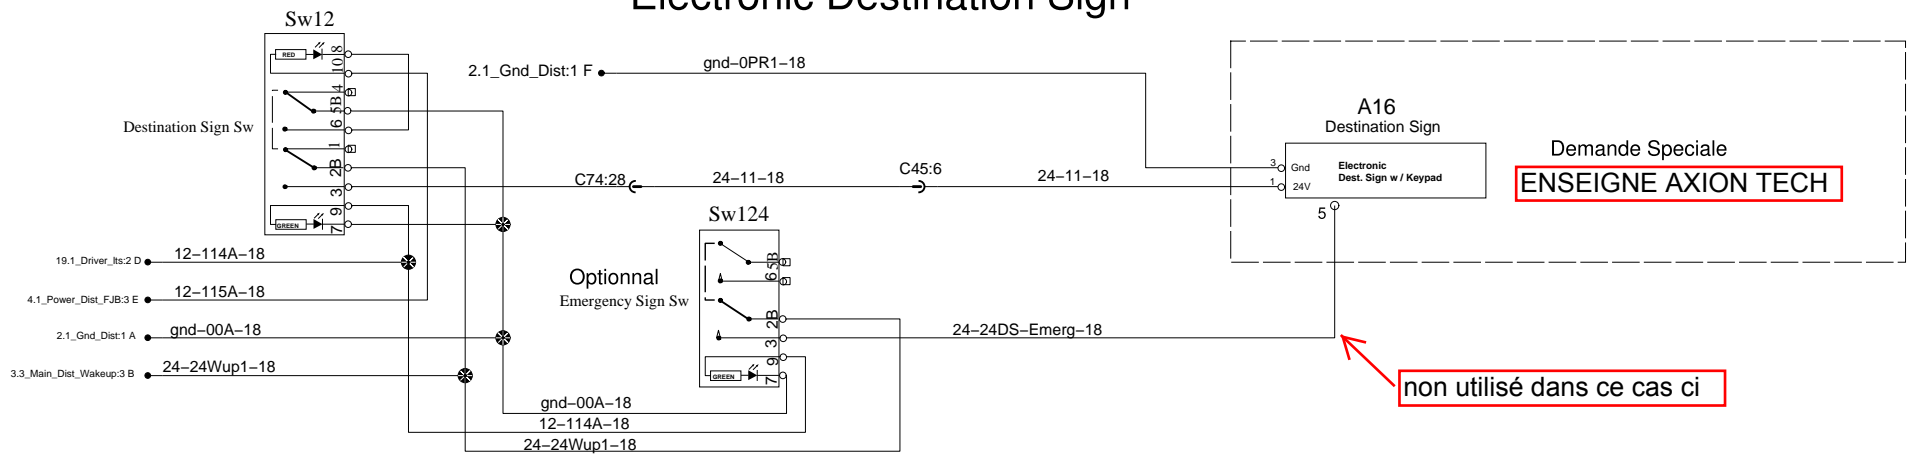 Electronic Destination Sign
Sw12
RED
8
10
4
5B
6
1
2B
3
9
7
GREEN
Destination Sign Sw
2.1_Gnd_Dist:1 F
gnd-0PR1-18
C74:28
24-11-18
C45:6
24-11-18
A16
Destination Sign
3
Gnd
1
24V
Electronic
Dest. Sign w / Keypad
5
Demande Speciale
ENSEIGNE AXION TECH
19.1_Driver_lts:2 D
12-114A-18
4.1_Power_Dist_FJB:3 E
12-115A-18
2.1_Gnd_Dist:1 A
gnd-00A-18
3.3_Main_Dist_Wakeup:3 B
24-24Wup1-18
Sw124
Optionnal
Emergency Sign Sw
5B
6
2B
3
9
7
GREEN
24-24DS-Emerg-18
non utilisé dans ce cas ci
gnd-00A-18
12-114A-18
24-24Wup1-18